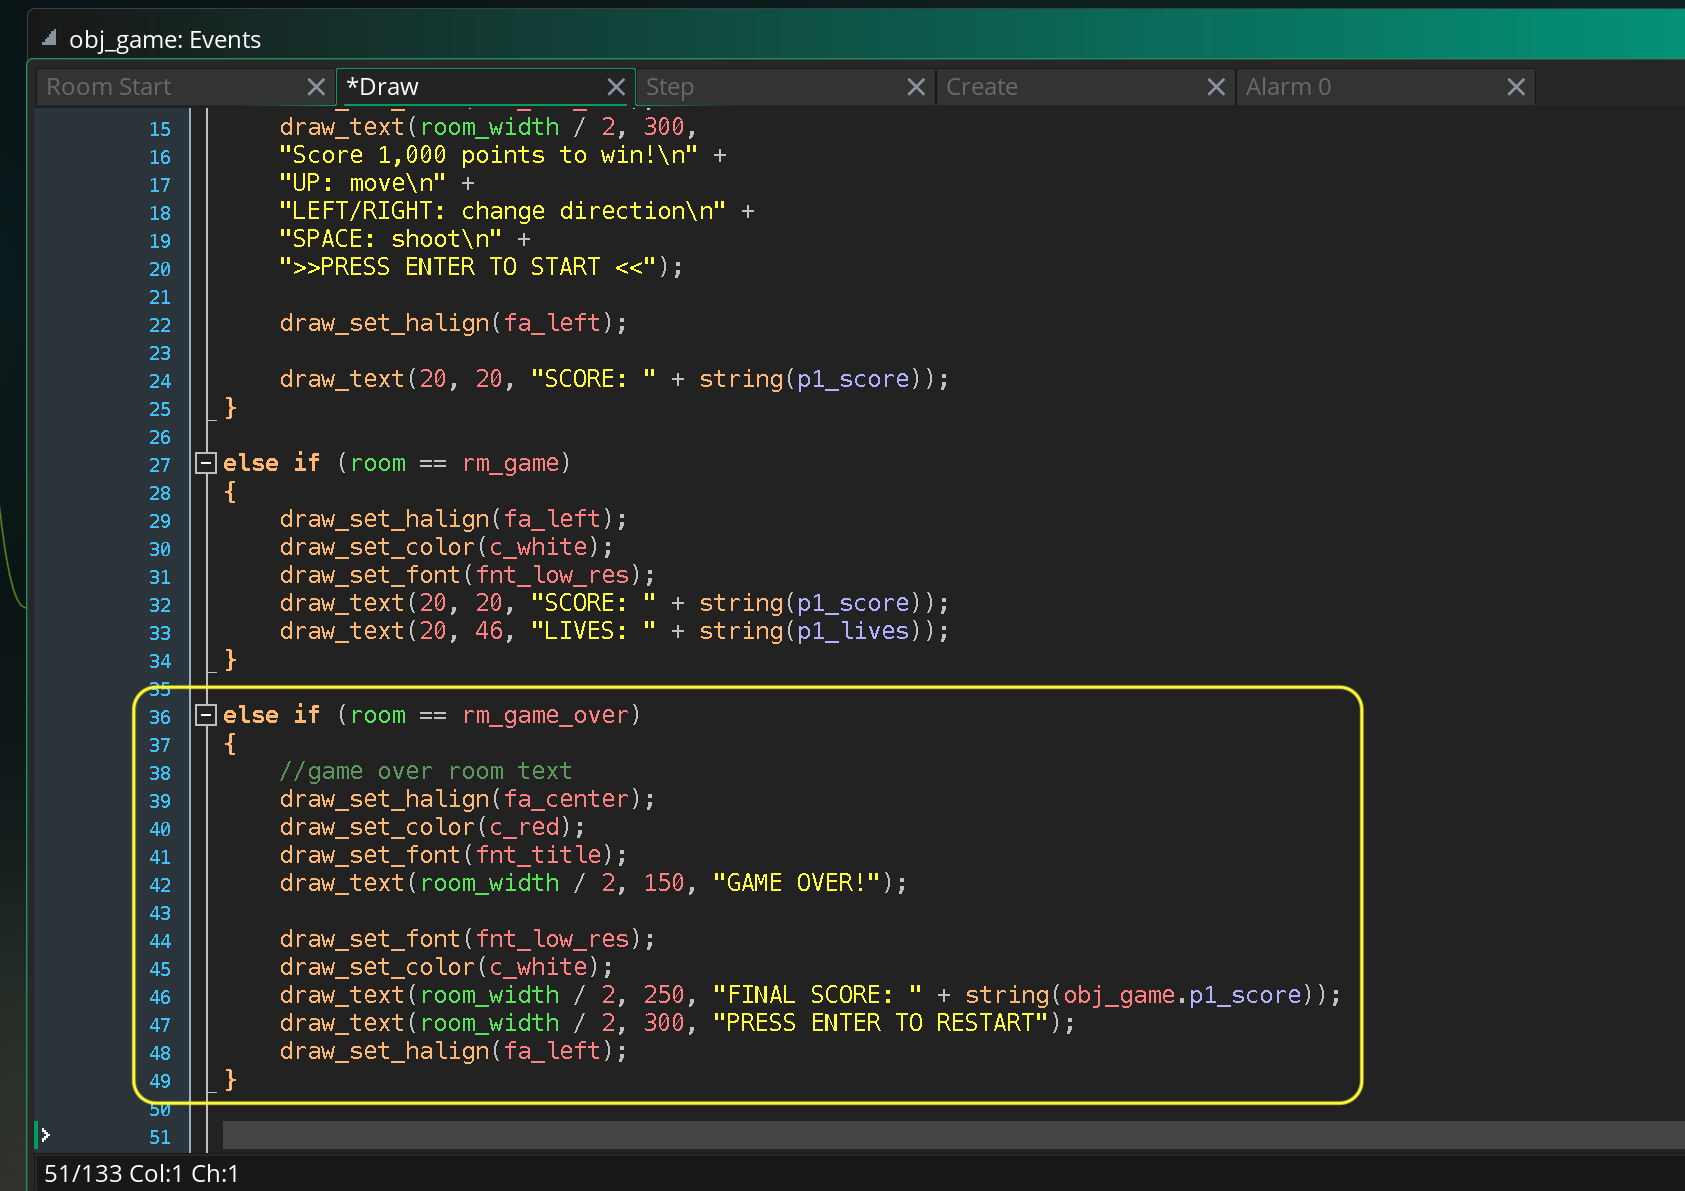 obj_game: Events
Room Start *Draw Step Create Alarm 0
15 draw_text(room_width / 2, 300,
16 "Score 1,000 points to win!\n" +
17 "UP: move\n" +
18 "LEFT/RIGHT: change direction\n" +
19 "SPACE: shoot\n" +
20 ">>PRESS ENTER TO START <<");
21
22 draw_set_halign(fa_left);
23
24 draw_text(20, 20, "SCORE: " + string(p1_score));
25 }
26
27 else if (room == rm_game)
28 {
29 draw_set_halign(fa_left);
30 draw_set_color(c_white);
31 draw_set_font(fnt_low_res);
32 draw_text(20, 20, "SCORE: " + string(p1_score));
33 draw_text(20, 46, "LIVES: " + string(p1_lives));
34 }
35
36 else if (room == rm_game_over)
37 {
38 //game over room text
39 draw_set_halign(fa_center);
40 draw_set_color(c_red);
41 draw_set_font(fnt_title);
42 draw_text(room_width / 2, 150, "GAME OVER!");
43
44 draw_set_font(fnt_low_res);
45 draw_set_color(c_white);
46 draw_text(room_width / 2, 250, "FINAL SCORE: " + string(obj_game.p1_score));
47 draw_text(room_width / 2, 300, "PRESS ENTER TO RESTART");
48 draw_set_halign(fa_left);
49 }
50
51
51/133 Col:1 Ch:1